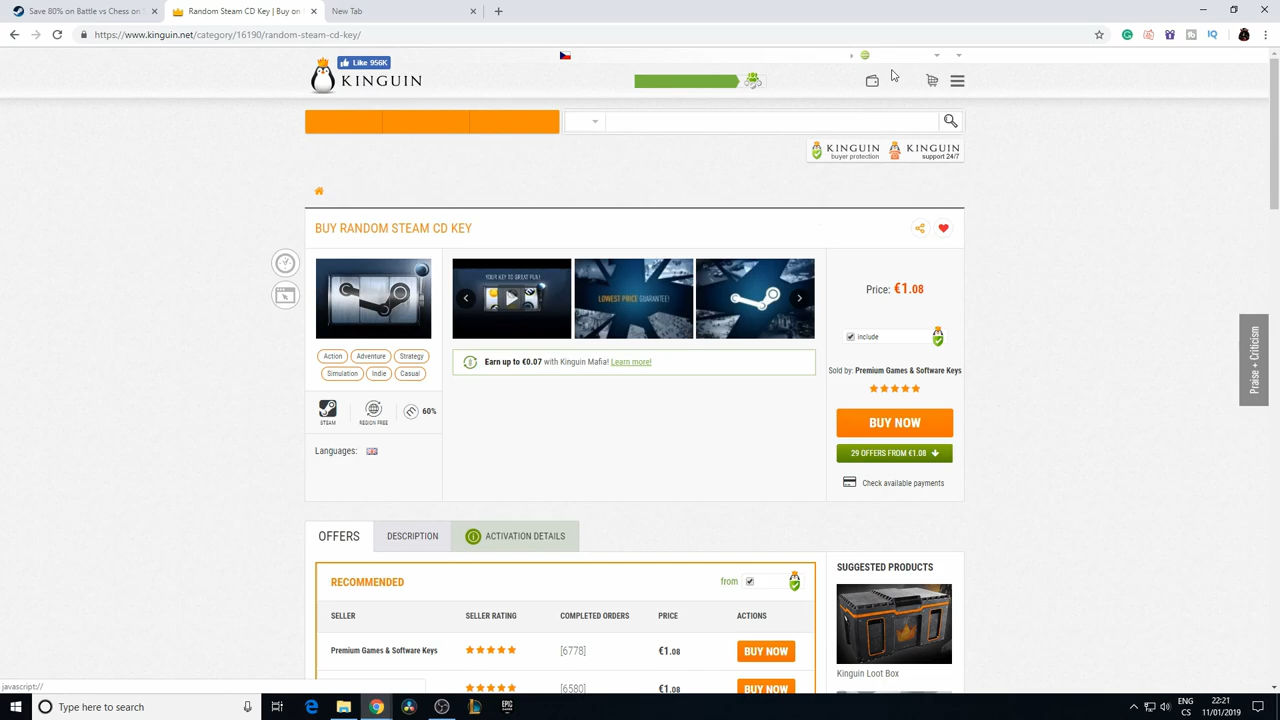 Save 80% on Battle vs Chess on S
Random Steam CD Key | Buy on
New Tab
https://www.kinguin.net/category/16190/random-steam-cd-key/
Like 956K
KINGUIN
KINGUIN
buyer protection
KINGUIN
support 24/7
BUY RANDOM STEAM CD KEY
YOUR KEY TO GREAT FUN!
LOWEST PRICE GUARANTEE!
Price: €1.08
include
Action
Adventure
Strategy
Simulation
Indie
Casual
Earn up to €0.07 with Kinguin Mafia! Learn more!
Sold by: Premium Games & Software Keys
STEAM
REGION FREE
60%
BUY NOW
29 OFFERS FROM €1.08
Languages:
Check available payments
Praise + Criticism
OFFERS
DESCRIPTION
ACTIVATION DETAILS
SUGGESTED PRODUCTS
RECOMMENDED
from
SELLER
SELLER RATING
COMPLETED ORDERS
PRICE
ACTIONS
Premium Games & Software Keys
[6778]
€1.08
BUY NOW
Kinguin Loot Box
[6580]
€1.08
BUY NOW
javascript://
Type here to search
ENG
CS
22:21
11/01/2019